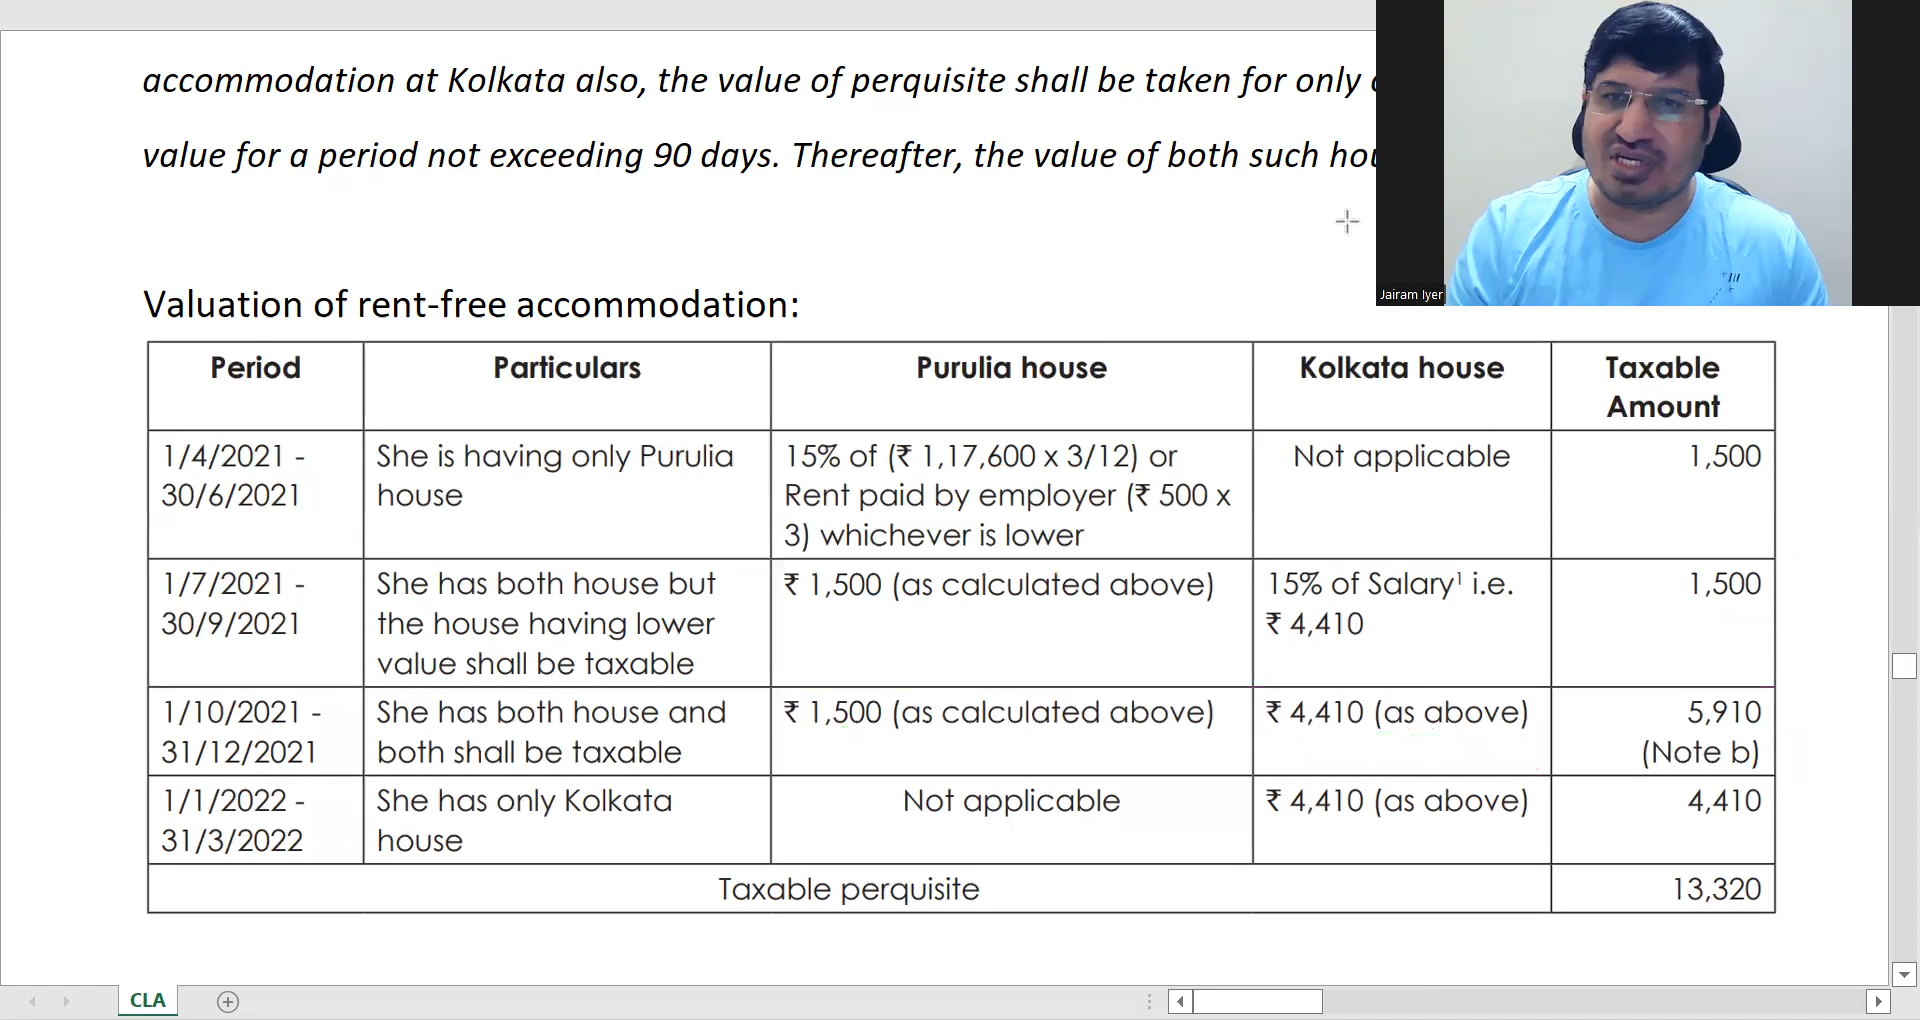 accommodation at Kolkata also, the value of perquisite shall be taken for only
value for a period not exceeding 90 days. Thereafter, the value of both such
Jairam Iyer
Valuation of rent-free accommodation:
Period Particulars Purulia house Kolkata house Taxable
Amount
1/4/2021 - She is having only Purulia 15% of (₹ 1,17,600 x 3/12) or Not applicable 1,500
30/6/2021 house Rent paid by employer (₹ 500 x
3) whichever is lower
1/7/2021 - She has both house but ₹ 1,500 (as calculated above) 15% of Salary¹ i.e. 1,500
30/9/2021 the house having lower ₹ 4,410
value shall be taxable
1/10/2021 - She has both house and ₹ 1,500 (as calculated above) ₹ 4,410 (as above) 5,910
31/12/2021 both shall be taxable (Note b)
1/1/2022 - She has only Kolkata Not applicable ₹ 4,410 (as above) 4,410
31/3/2022 house
Taxable perquisite 13,320
CLA